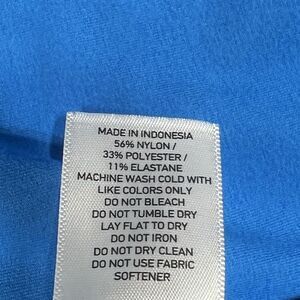 MADE IN INDONESIA
56% NYLON /
33% POLYESTER /
11% ELASTANE
MACHINE WASH COLD WITH
LIKE COLORS ONLY
DO NOT BLEACH
DO NOT TUMBLE DRY
LAY FLAT TO DRY
DO NOT IRON
DO NOT DRY CLEAN
DO NOT USE FABRIC
SOFTENER